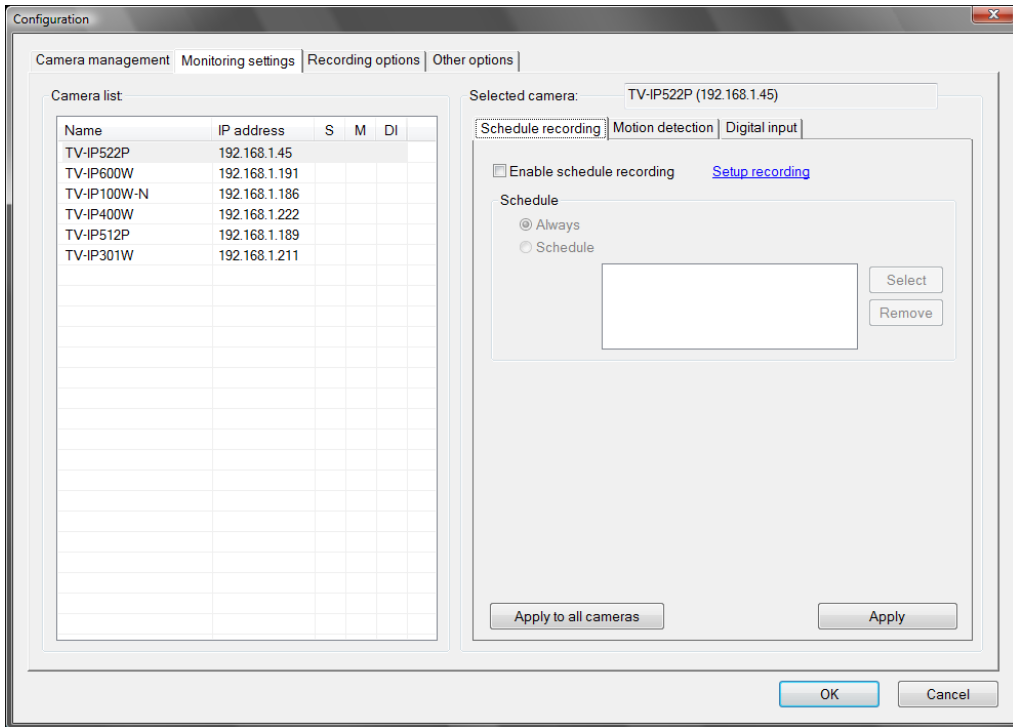 Configuration
Camera management Monitoring settings Recording options Other options
Camera list:
Name IP address S M DI
TV-IP522P 192.168.1.45
TV-IP600W 192.168.1.191
TV-IP100W-N 192.168.1.186
TV-IP400W 192.168.1.222
TV-IP512P 192.168.1.189
TV-IP301W 192.168.1.211
Selected camera: TV-IP522P (192.168.1.45)
Schedule recording Motion detection Digital input
Enable schedule recording Setup recording
Schedule
Always
Schedule
Select
Remove
Apply to all cameras Apply
OK Cancel